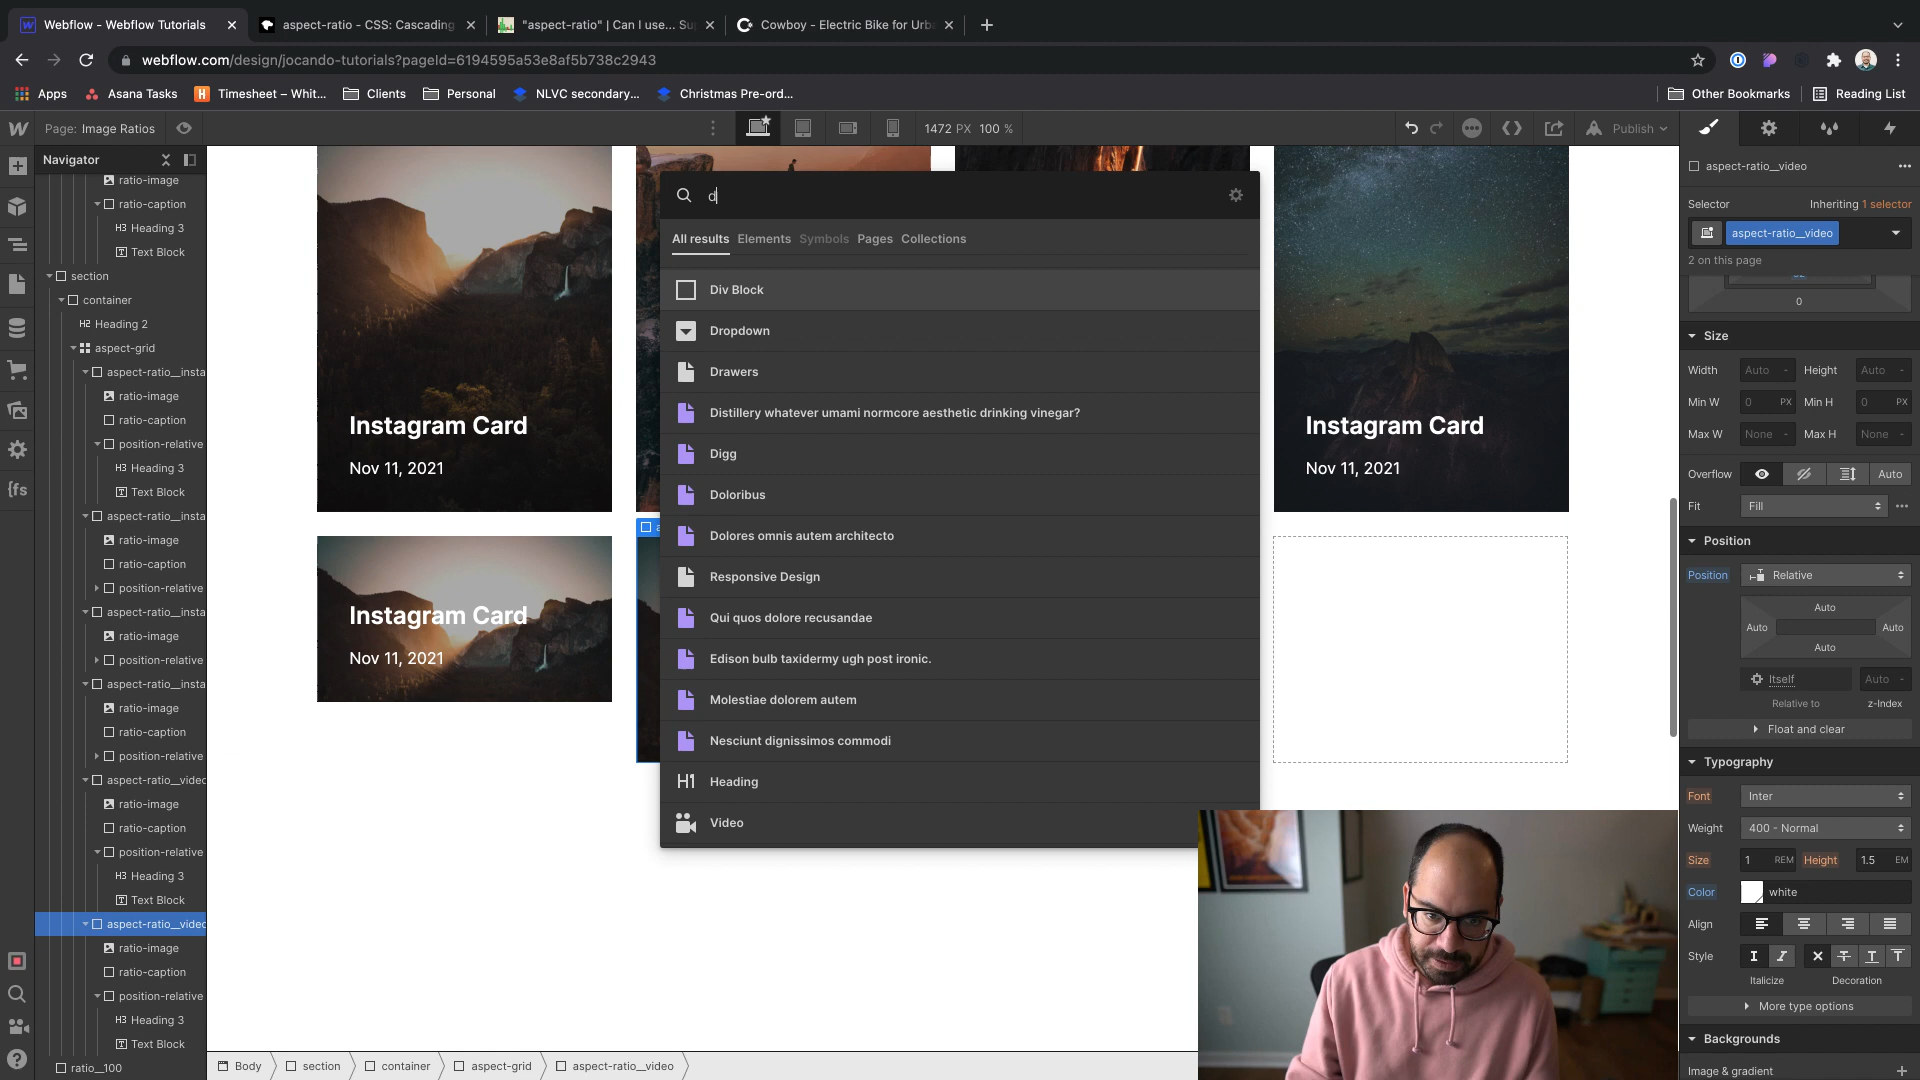 Webflow - Webflow Tutorials
aspect-ratio - CSS: Cascading
"aspect-ratio" | Can I use... Su
Cowboy - Electric Bike for Urb
webflow.com/design/jocando-tutorials?pageId=6194595a53e8af5b738c2943
Apps
Asana Tasks
Timesheet – Whit...
Clients
Personal
NLVC secondary...
Christmas Pre-ord...
Other Bookmarks
Reading List
Page: Image Ratios
1472 PX 100 %
Publish
Navigator
ratio-image
ratio-caption
H3 Heading 3
Text Block
section
container
H2 Heading 2
aspect-grid
aspect-ratio__insta
ratio-image
ratio-caption
position-relative
H3 Heading 3
Text Block
aspect-ratio__insta
ratio-image
ratio-caption
position-relative
aspect-ratio__insta
ratio-image
position-relative
aspect-ratio__insta
ratio-image
ratio-caption
position-relative
aspect-ratio__video
ratio-image
ratio-caption
position-relative
H3 Heading 3
Text Block
aspect-ratio__video
ratio-image
ratio-caption
position-relative
H3 Heading 3
Text Block
ratio__100
Instagram Card
Nov 11, 2021
Instagram Card
Nov 11, 2021
Instagram Card
Nov 11, 2021
d
All results Elements Symbols Pages Collections
Div Block
Dropdown
Drawers
Distillery whatever umami normcore aesthetic drinking vinegar?
Digg
Doloribus
Dolores omnis autem architecto
Responsive Design
Qui quos dolore recusandae
Edison bulb taxidermy ugh post ironic.
Molestiae dolorem autem
Nesciunt dignissimos commodi
H1 Heading
Video
Body
section
container
aspect-grid
aspect-ratio__video
aspect-ratio__video
Selector Inheriting 1 selector
aspect-ratio__video
2 on this page
0
Size
Width Auto - Height Auto -
Min W 0 PX Min H 0 PX
Max W None - Max H None -
Overflow Auto
Fit Fill
Position
Position Relative
Auto
Auto Auto
Auto
Itself Auto -
Relative to z-Index
Float and clear
Typography
Font Inter
Weight 400 - Normal
Size 1 REM Height 1.5 EM
Color white
Align
Style
Italicize Decoration
More type options
Backgrounds
Image & gradient